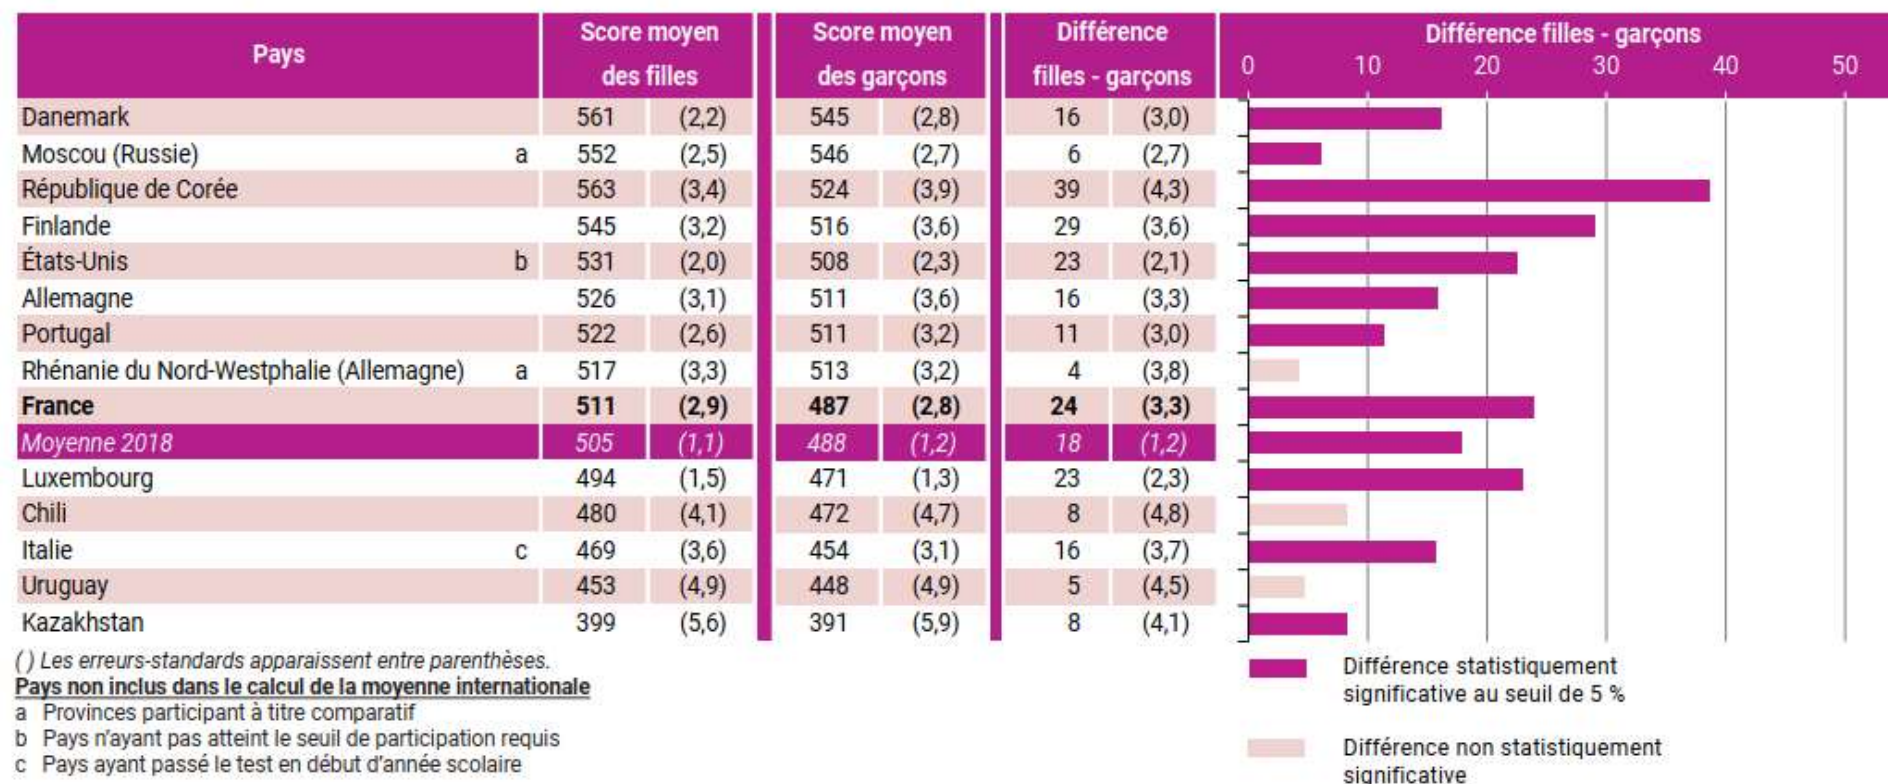 Pays Score moyen des filles Score moyen des garçons Différence filles - garçons Différence filles - garçons
0 10 20 30 40 50
Danemark 561 (2,2) 545 (2,8) 16 (3,0)
Moscou (Russie) a 552 (2,5) 546 (2,7) 6 (2,7)
République de Corée 563 (3,4) 524 (3,9) 39 (4,3)
Finlande 545 (3,2) 516 (3,6) 29 (3,6)
États-Unis b 531 (2,0) 508 (2,3) 23 (2,1)
Allemagne 526 (3,1) 511 (3,6) 16 (3,3)
Portugal 522 (2,6) 511 (3,2) 11 (3,0)
Rhénanie du Nord-Westphalie (Allemagne) a 517 (3,3) 513 (3,2) 4 (3,8)
France 511 (2,9) 487 (2,8) 24 (3,3)
Moyenne 2018 505 (1,1) 488 (1,2) 18 (1,2)
Luxembourg 494 (1,5) 471 (1,3) 23 (2,3)
Chili 480 (4,1) 472 (4,7) 8 (4,8)
Italie c 469 (3,6) 454 (3,1) 16 (3,7)
Uruguay 453 (4,9) 448 (4,9) 5 (4,5)
Kazakhstan 399 (5,6) 391 (5,9) 8 (4,1)
( ) Les erreurs-standards apparaissent entre parenthèses.
Pays non inclus dans le calcul de la moyenne internationale
a Provinces participant à titre comparatif
b Pays n'ayant pas atteint le seuil de participation requis
c Pays ayant passé le test en début d'année scolaire
Différence statistiquement
significative au seuil de 5 %
Différence non statistiquement
significative